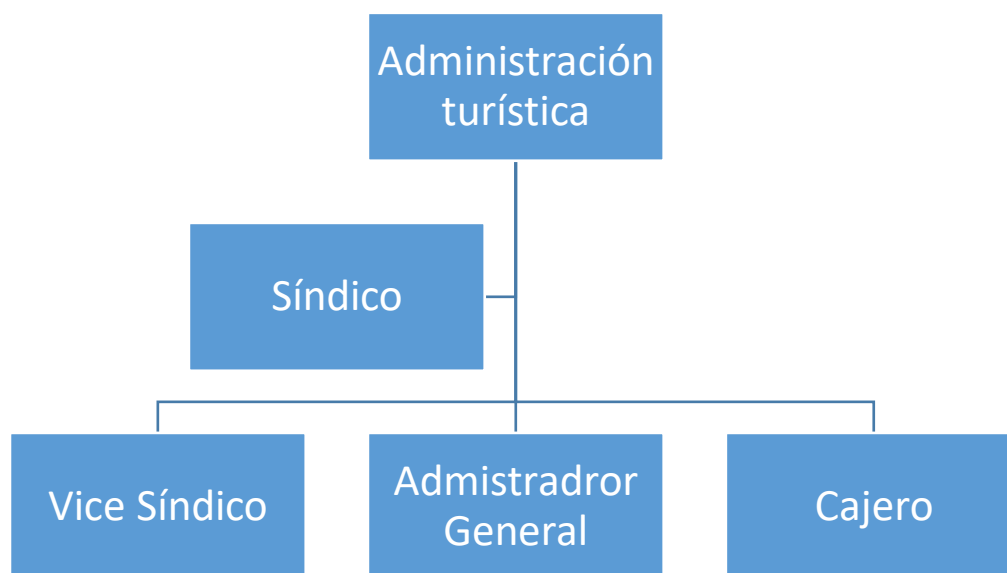 Administración
turística
Síndico
Vice Síndico
Admistradror
General
Cajero